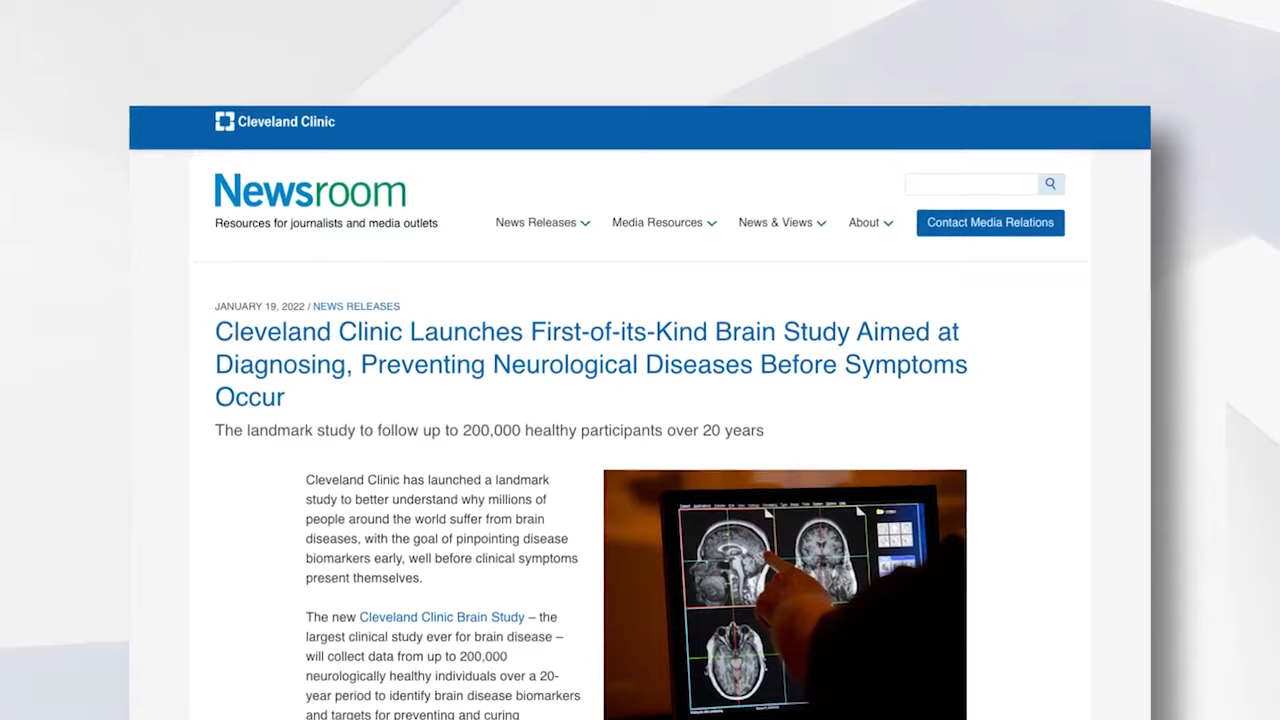 Cleveland Clinic
Newsroom
Resources for journalists and media outlets
News Releases
Media Resources
News & Views
About
Contact Media Relations
JANUARY 19, 2022 / NEWS RELEASES
Cleveland Clinic Launches First-of-its-Kind Brain Study Aimed at
Diagnosing, Preventing Neurological Diseases Before Symptoms
Occur
The landmark study to follow up to 200,000 healthy participants over 20 years
Cleveland Clinic has launched a landmark
study to better understand why millions of
people around the world suffer from brain
diseases, with the goal of pinpointing disease
biomarkers early, well before clinical symptoms
present themselves.
The new Cleveland Clinic Brain Study – the
largest clinical study ever for brain disease –
will collect data from up to 200,000
neurologically healthy individuals over a 20-
year period to identify brain disease biomarkers
and targets for preventing and curing